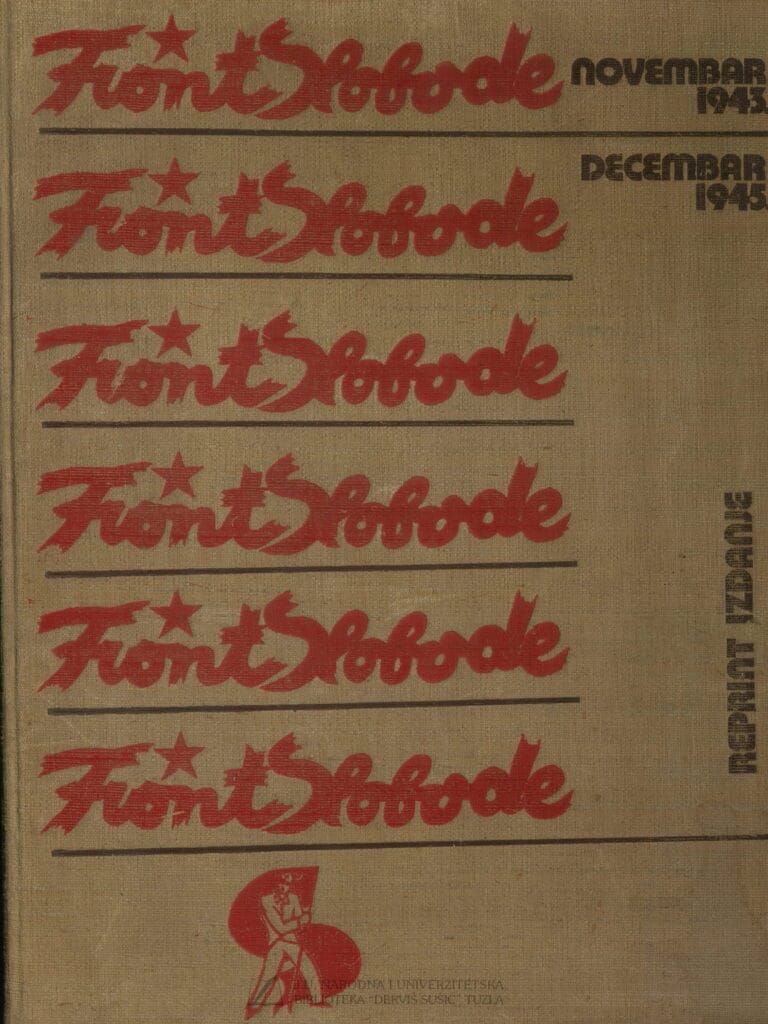 Front Slobode
NOVEMBAR
1943.
Front Slobode
DECEMBAR
1945.
Front Slobode
Front Slobode
Front Slobode
Front Slobode
REPRINT IZDANJE
J.U. NARODNA I UNIVERZITETSKA
BIBLIOTEKA "DERVIŠ SUŠIĆ" TUZLA